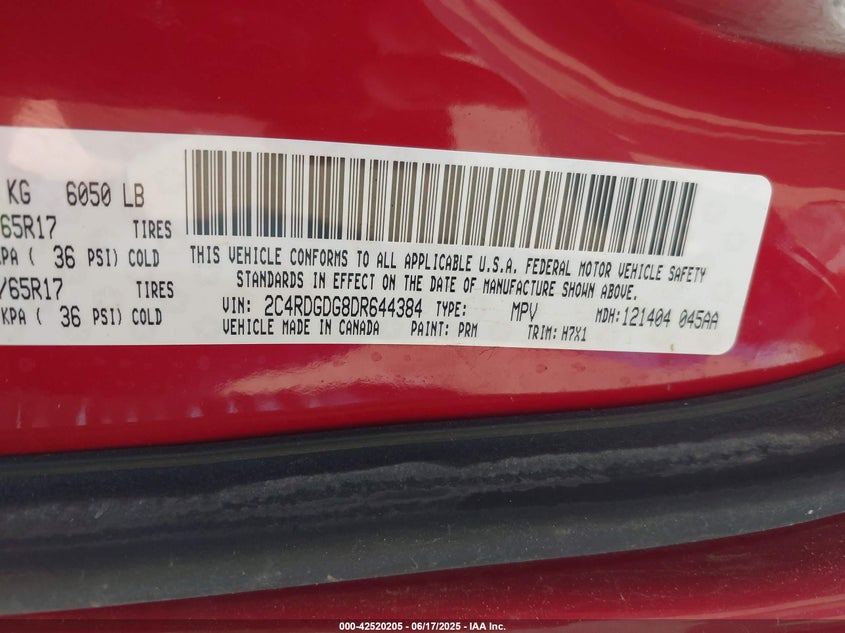 KG 6050 LB
65R17 TIRES
KPA ( 36 PSI) COLD
/65R17 TIRES
KPA ( 36 PSI) COLD
THIS VEHICLE CONFORMS TO ALL APPLICABLE U.S.A. FEDERAL MOTOR VEHICLE SAFETY
STANDARDS IN EFFECT ON THE DATE OF MANUFACTURE SHOWN ABOVE.
VIN: 2C4RDGDG8DR644384 TYPE: MPV MDH:121404 045AA
VEHICLE MADE IN CANADA PAINT: PRM TRIM: H7X1
000-42520205 - 06/17/2025 - IAA Inc.